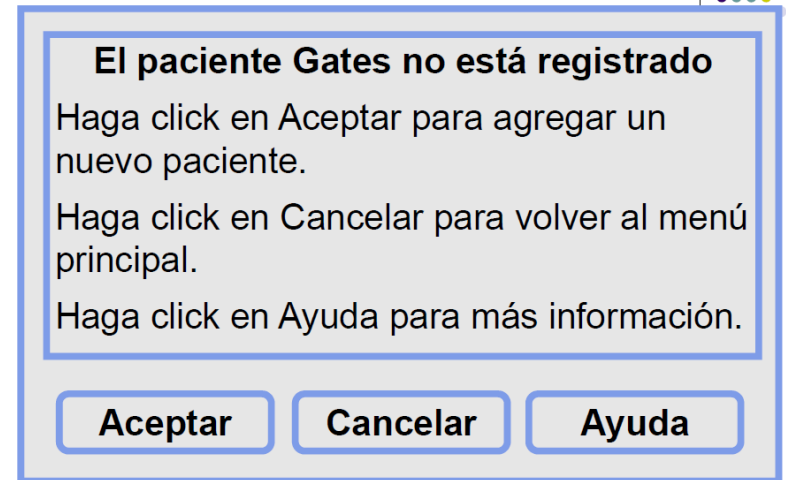 El paciente Gates no está registrado
Haga click en Aceptar para agregar un
nuevo paciente.
Haga click en Cancelar para volver al menú
principal.
Haga click en Ayuda para más información.
Aceptar
Cancelar
Ayuda